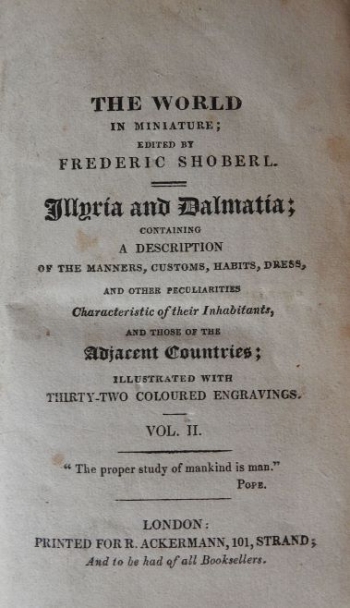 THE WORLD
IN MINIATURE;
EDITED BY
FREDERIC SHOBERL.
Illyria and Dalmatia;
CONTAINING
A DESCRIPTION
OF THE MANNERS, CUSTOMS, HABITS, DRESS,
AND OTHER PECULIARITIES
Characteristic of their Inhabitants,
AND THOSE OF THE
Adjacent Countries;
ILLUSTRATED WITH
THIRTY-TWO COLOURED ENGRAVINGS.
VOL. II.
"The proper study of mankind is man."
POPE.
LONDON:
PRINTED FOR R. ACKERMANN, 101, STRAND;
And to be had of all Booksellers.